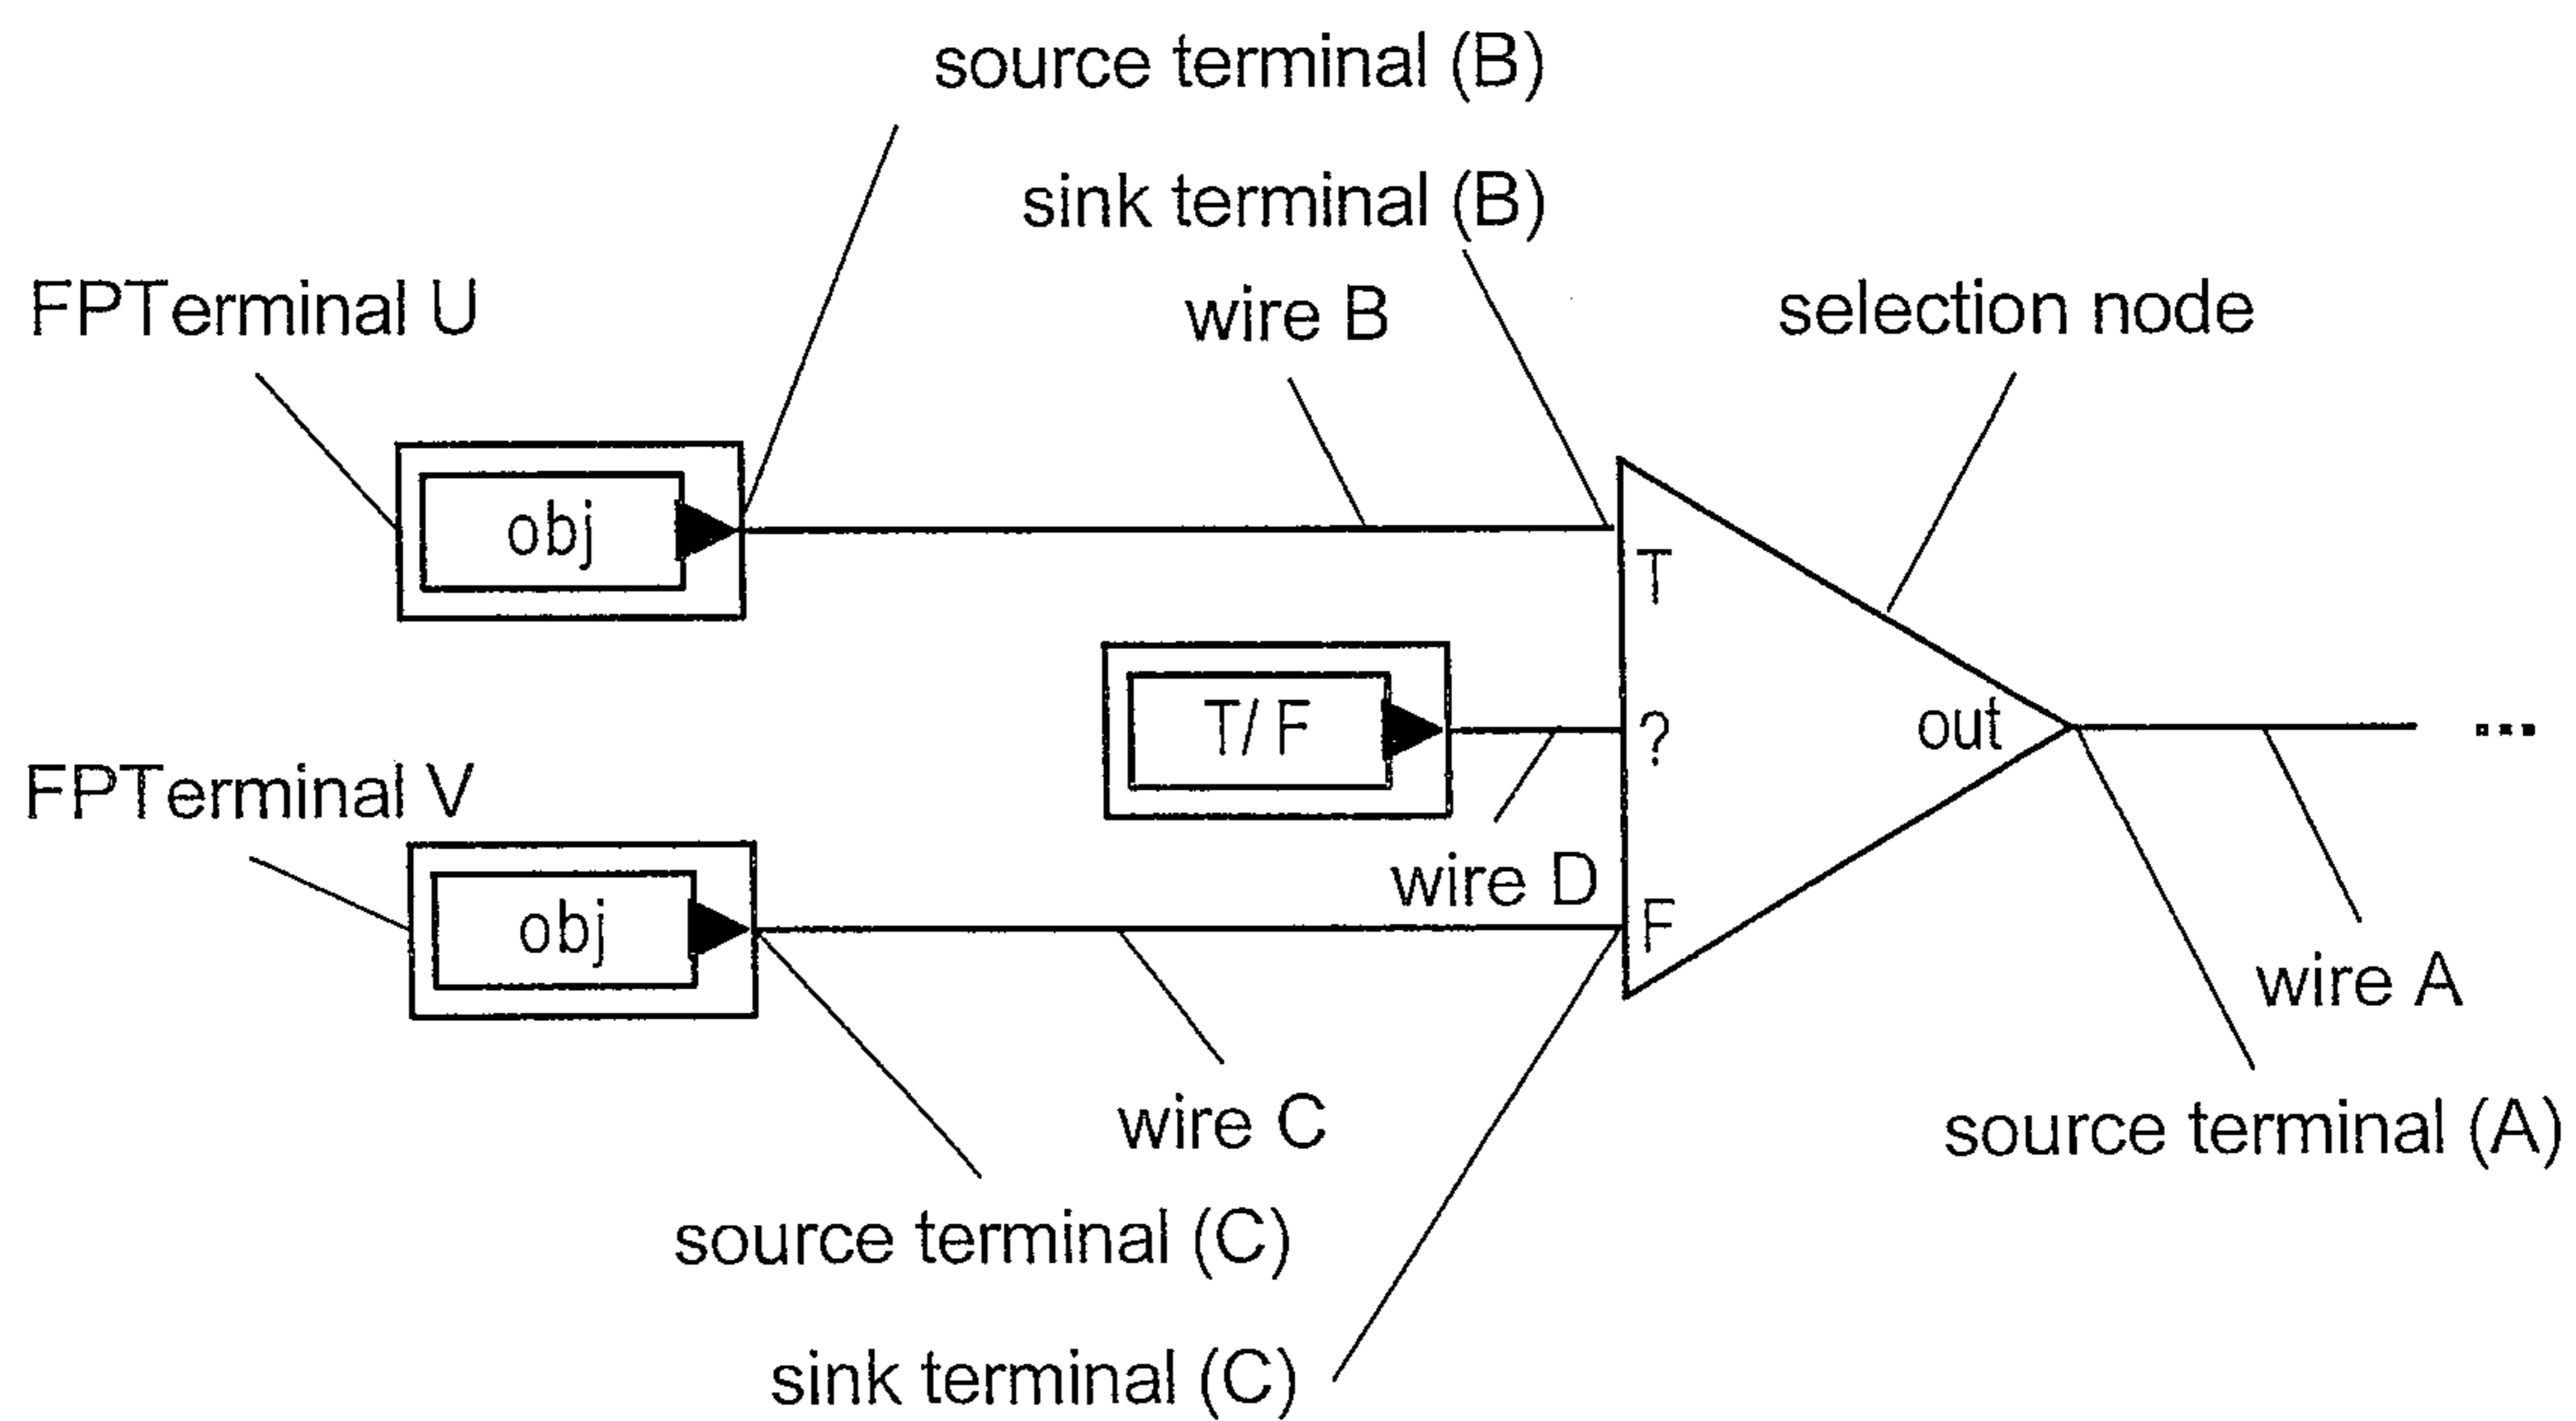 source terminal (B)
sink terminal (B)
FPTerminal U
wire B
selection node
obj
T
T/F
?
out
FPTerminal V
wire D
obj
F
wire A
wire C
source terminal (A)
source terminal (C)
sink terminal (C)
...